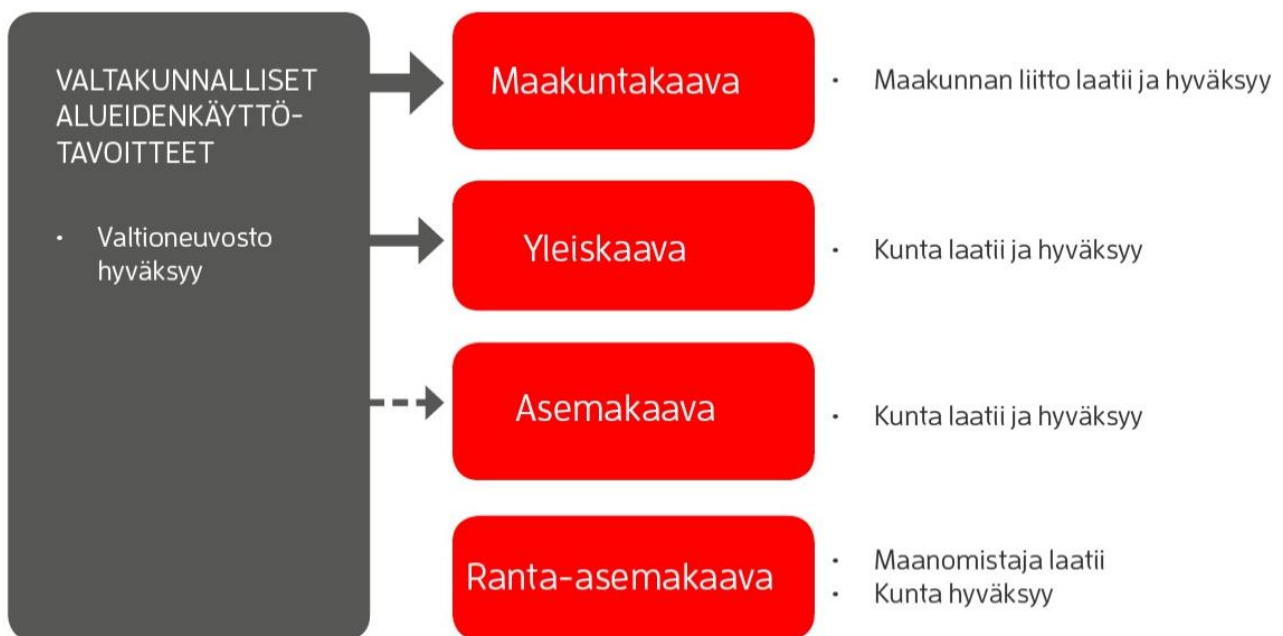 VALTAKUNNALLISET
ALUEIDENKÄYTTÖ-
TAVOITTEET
· Valtioneuvosto
hyväksyy
Maakuntakaava
· Maakunnan liitto laatii ja hyväksyy
Yleiskaava
· Kunta laatii ja hyväksyy
Asemakaava
· Kunta laatii ja hyväksyy
Ranta-asemakaava
· Maanomistaja laatii
· Kunta hyväksyy